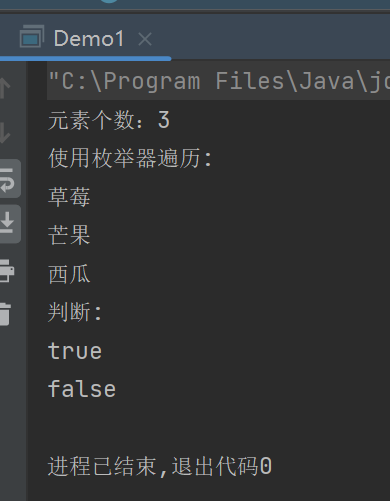 Demo1
"C:\Program Files\Java\j
元素个数：3
使用枚举器遍历:
草莓
芒果
西瓜
判断:
true
false
进程已结束,退出代码0